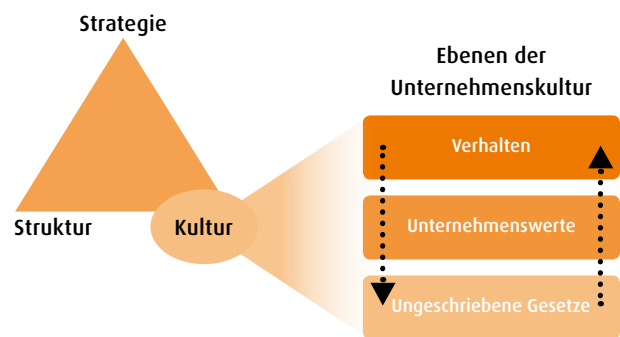 Strategie
Struktur
Kultur
Ebenen der
Unternehmenskultur
Verhalten
Unternehmenswerte
Ungeschriebene Gesetze